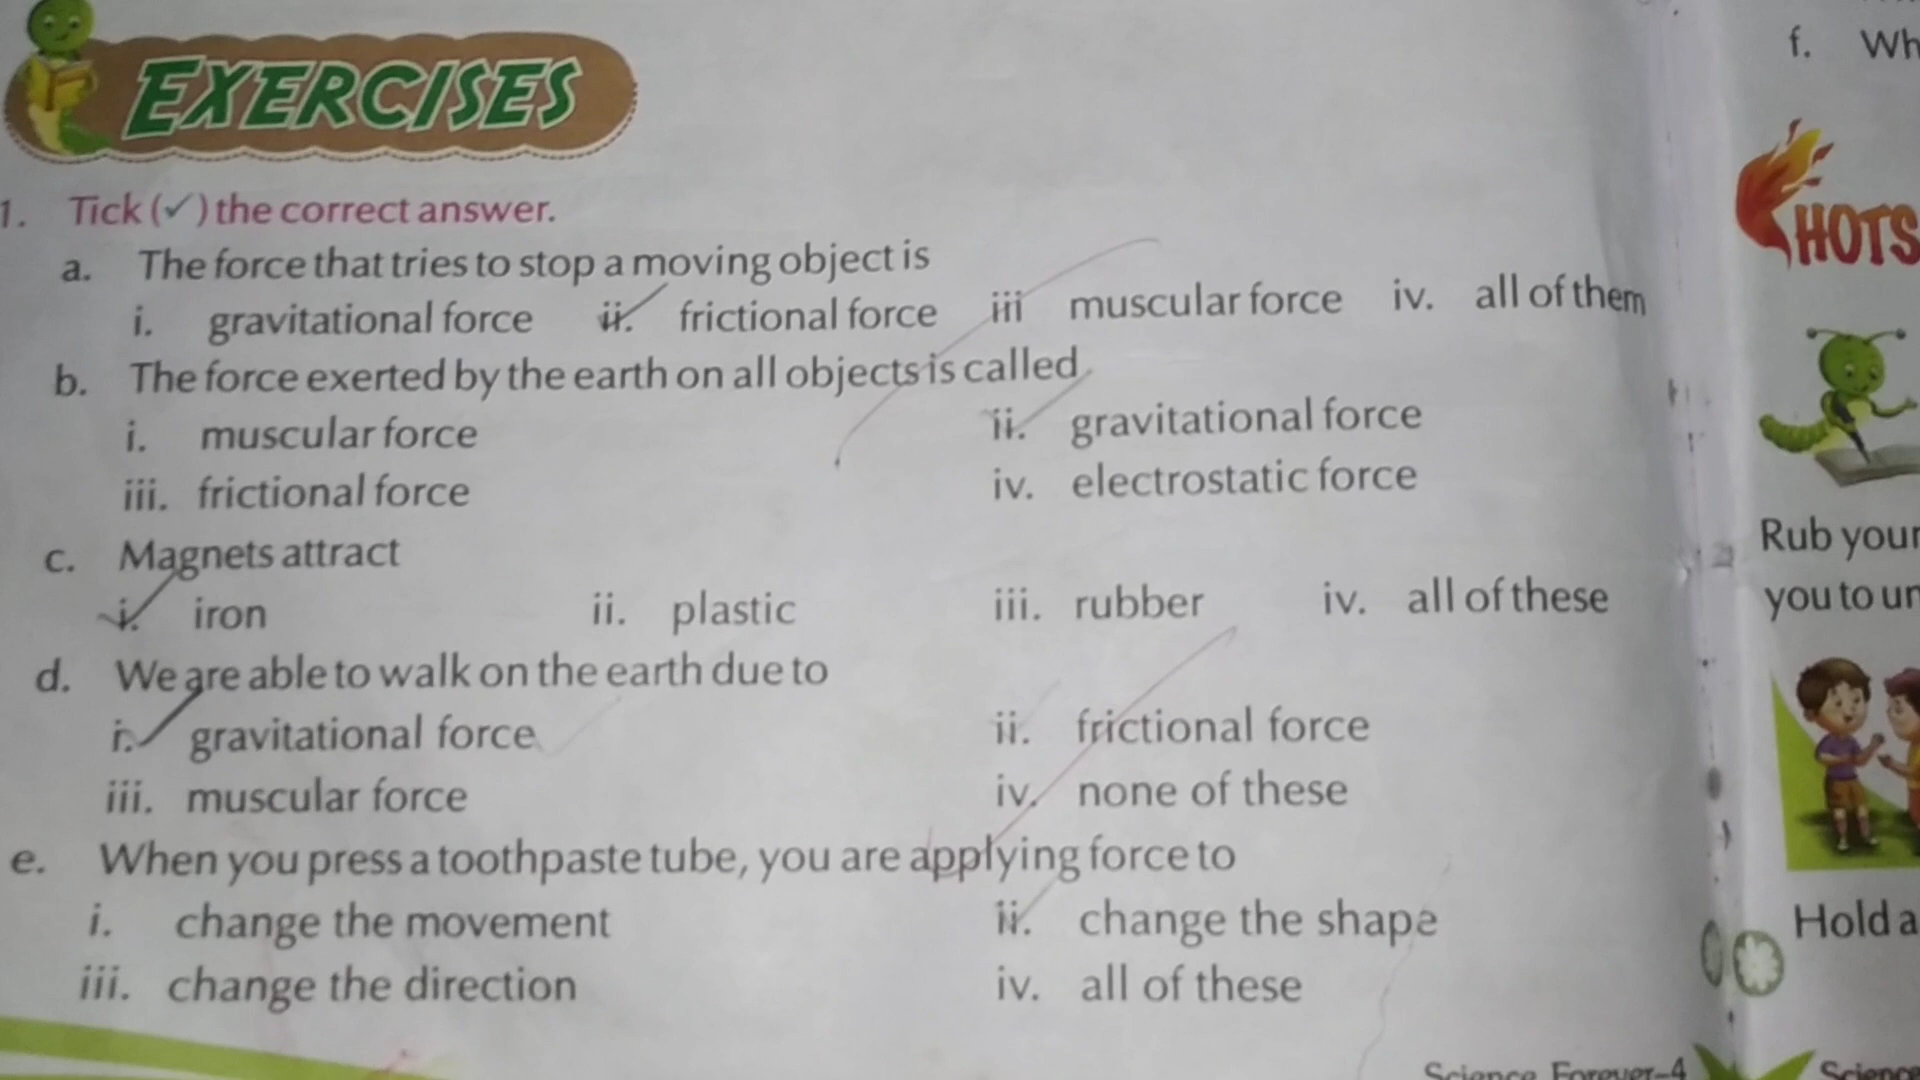 EXERCISES
1. Tick (✓) the correct answer.
a. The force that tries to stop a moving object is
i. gravitational force ii. frictional force iii muscular force iv. all of them
b. The force exerted by the earth on all objects is called
i. muscular force ii. gravitational force
iii. frictional force iv. electrostatic force
c. Magnets attract
i. iron ii. plastic iii. rubber iv. all of these
d. We are able to walk on the earth due to
i. gravitational force ii. frictional force
iii. muscular force iv. none of these
e. When you press a toothpaste tube, you are applying force to
i. change the movement ii. change the shape
iii. change the direction iv. all of these
Science Forever-4
f. Wh
HOTS
Rub your
you to un
Hold a
Science